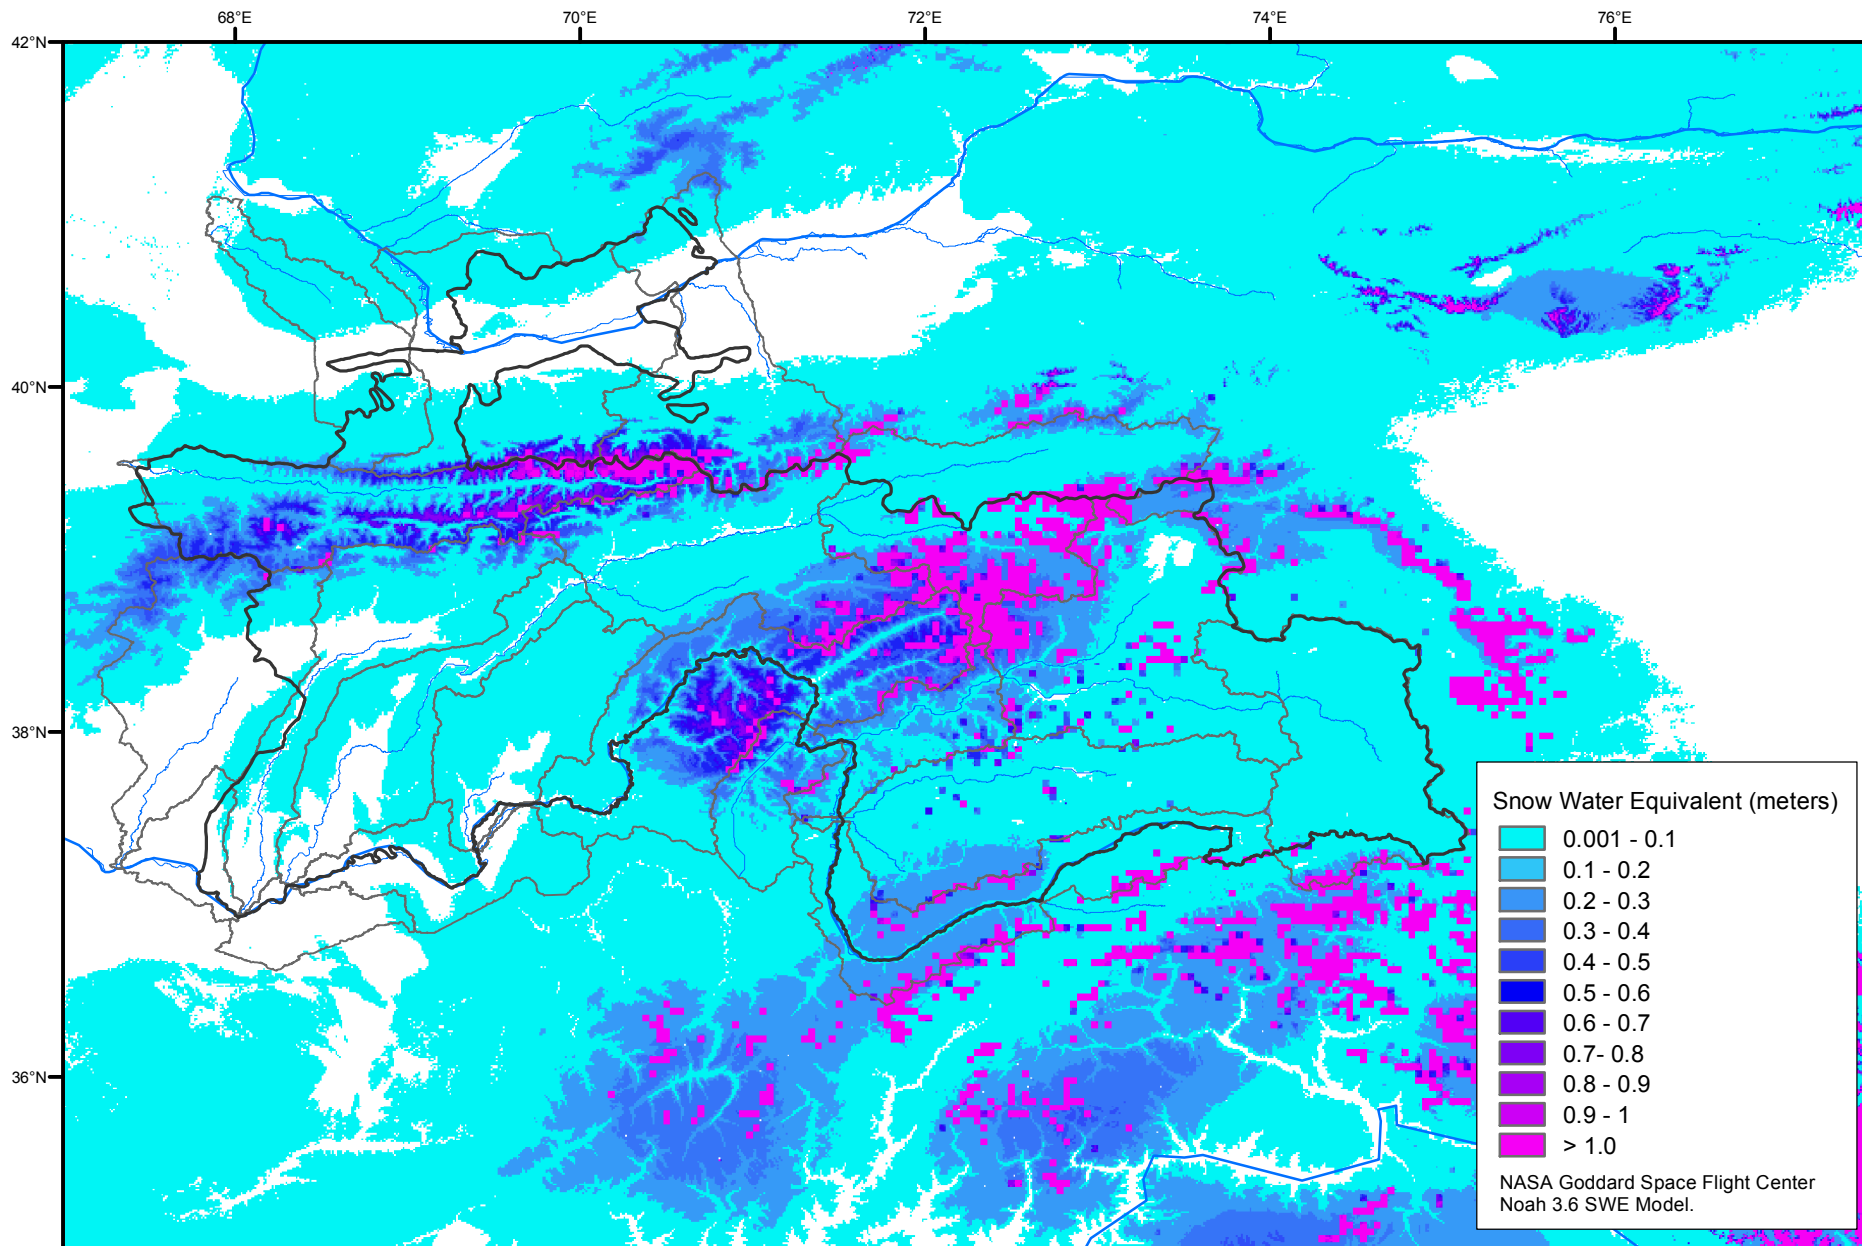 68°E
70°E
72°E
74°E
76°E
42°N
40°N
38°N
36°N
Snow Water Equivalent (meters)
0.001 - 0.1
0.1 - 0.2
0.2 - 0.3
0.3 - 0.4
0.4 - 0.5
0.5 - 0.6
0.6 - 0.7
0.7- 0.8
0.8 - 0.9
0.9 - 1
> 1.0
NASA Goddard Space Flight Center
Noah 3.6 SWE Model.